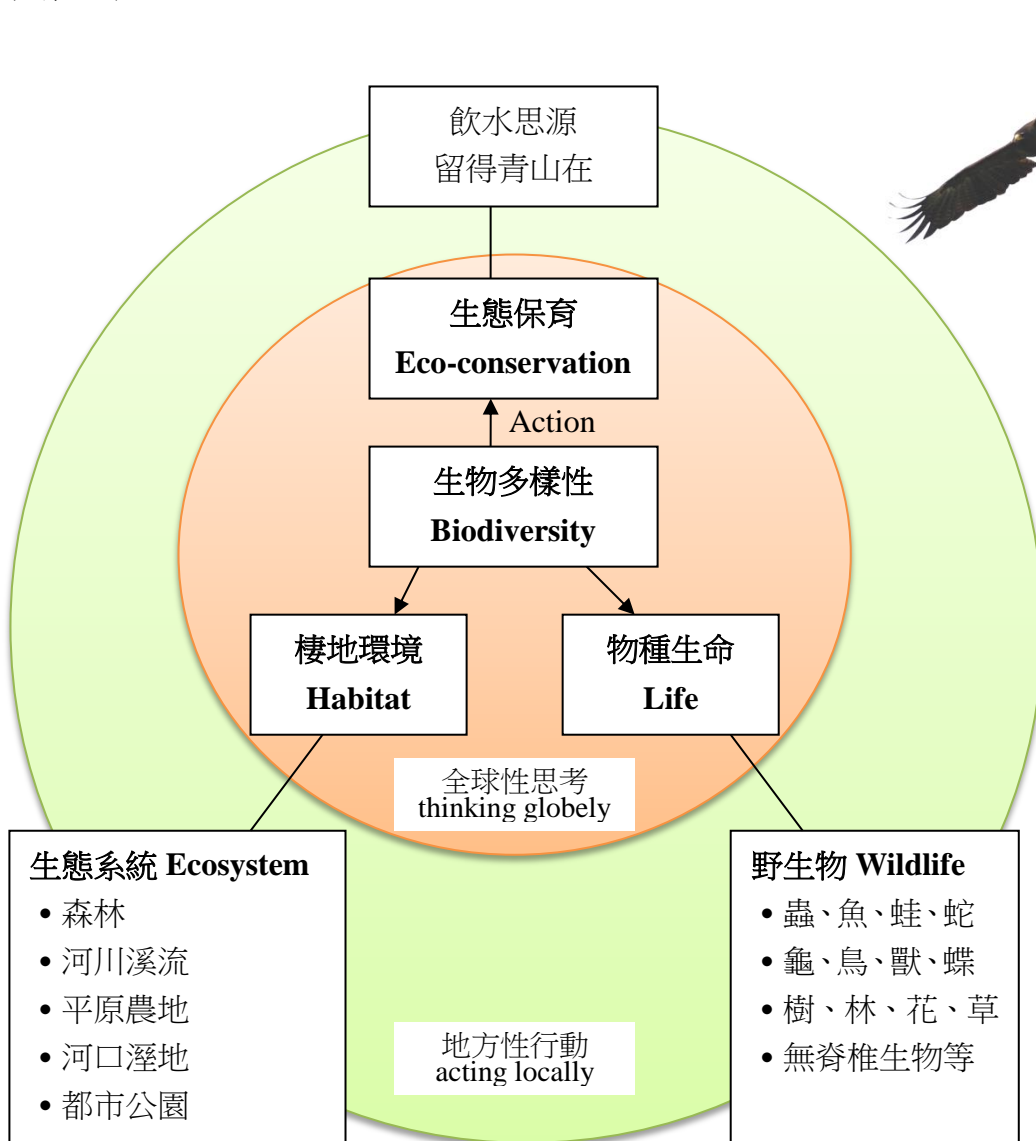 飲水思源
留得青山在
生態保育
Eco-conservation
Action
生物多樣性
Biodiversity
棲地環境
Habitat
物種生命
Life
全球性思考
thinking globely
生態系統 Ecosystem
• 森林
• 河川溪流
• 平原農地
• 河口溼地
• 都市公園
野生物 Wildlife
• 蟲、魚、蛙、蛇
• 龜、鳥、獸、蝶
• 樹、林、花、草
• 無脊椎生物等
地方性行動
acting locally